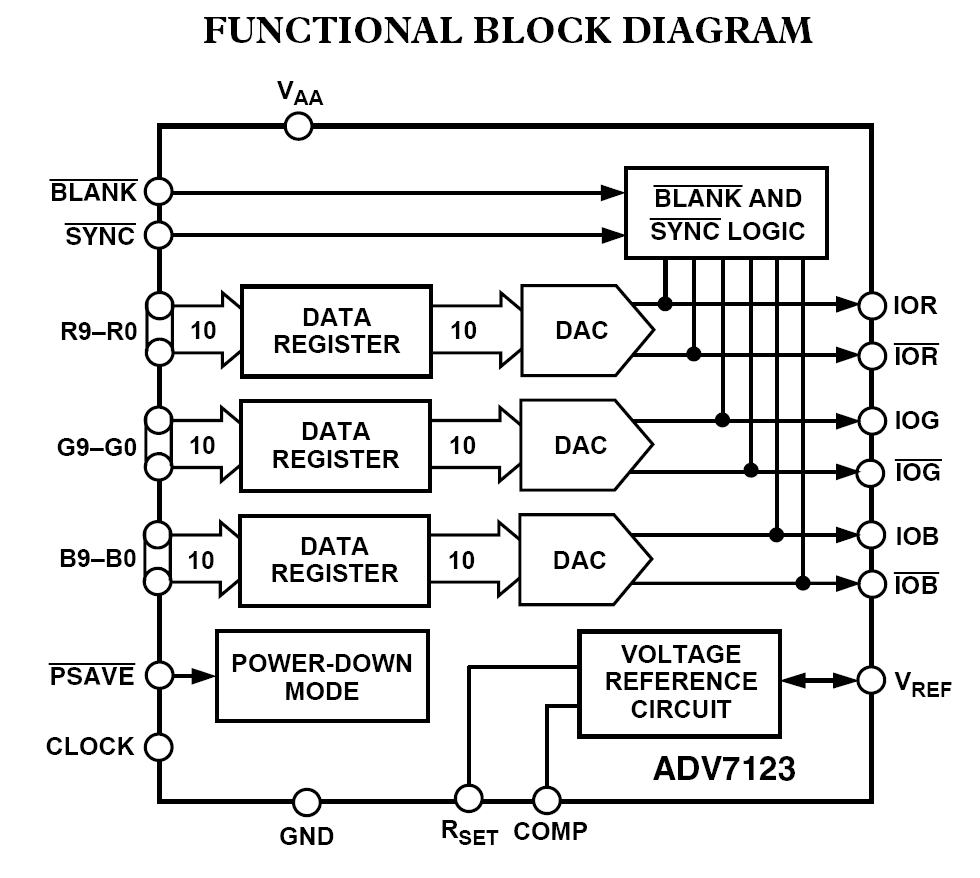 FUNCTIONAL BLOCK DIAGRAM
VAA
BLANK
SYNC
BLANK AND
SYNC LOGIC
R9–R0
10
DATA
REGISTER
10
DAC
IOR
IOR
G9–G0
10
DATA
REGISTER
10
DAC
IOG
IOG
B9–B0
10
DATA
REGISTER
10
DAC
IOB
IOB
PSAVE
POWER-DOWN
MODE
VOLTAGE
REFERENCE
CIRCUIT
VREF
CLOCK
ADV7123
GND
RSET
COMP